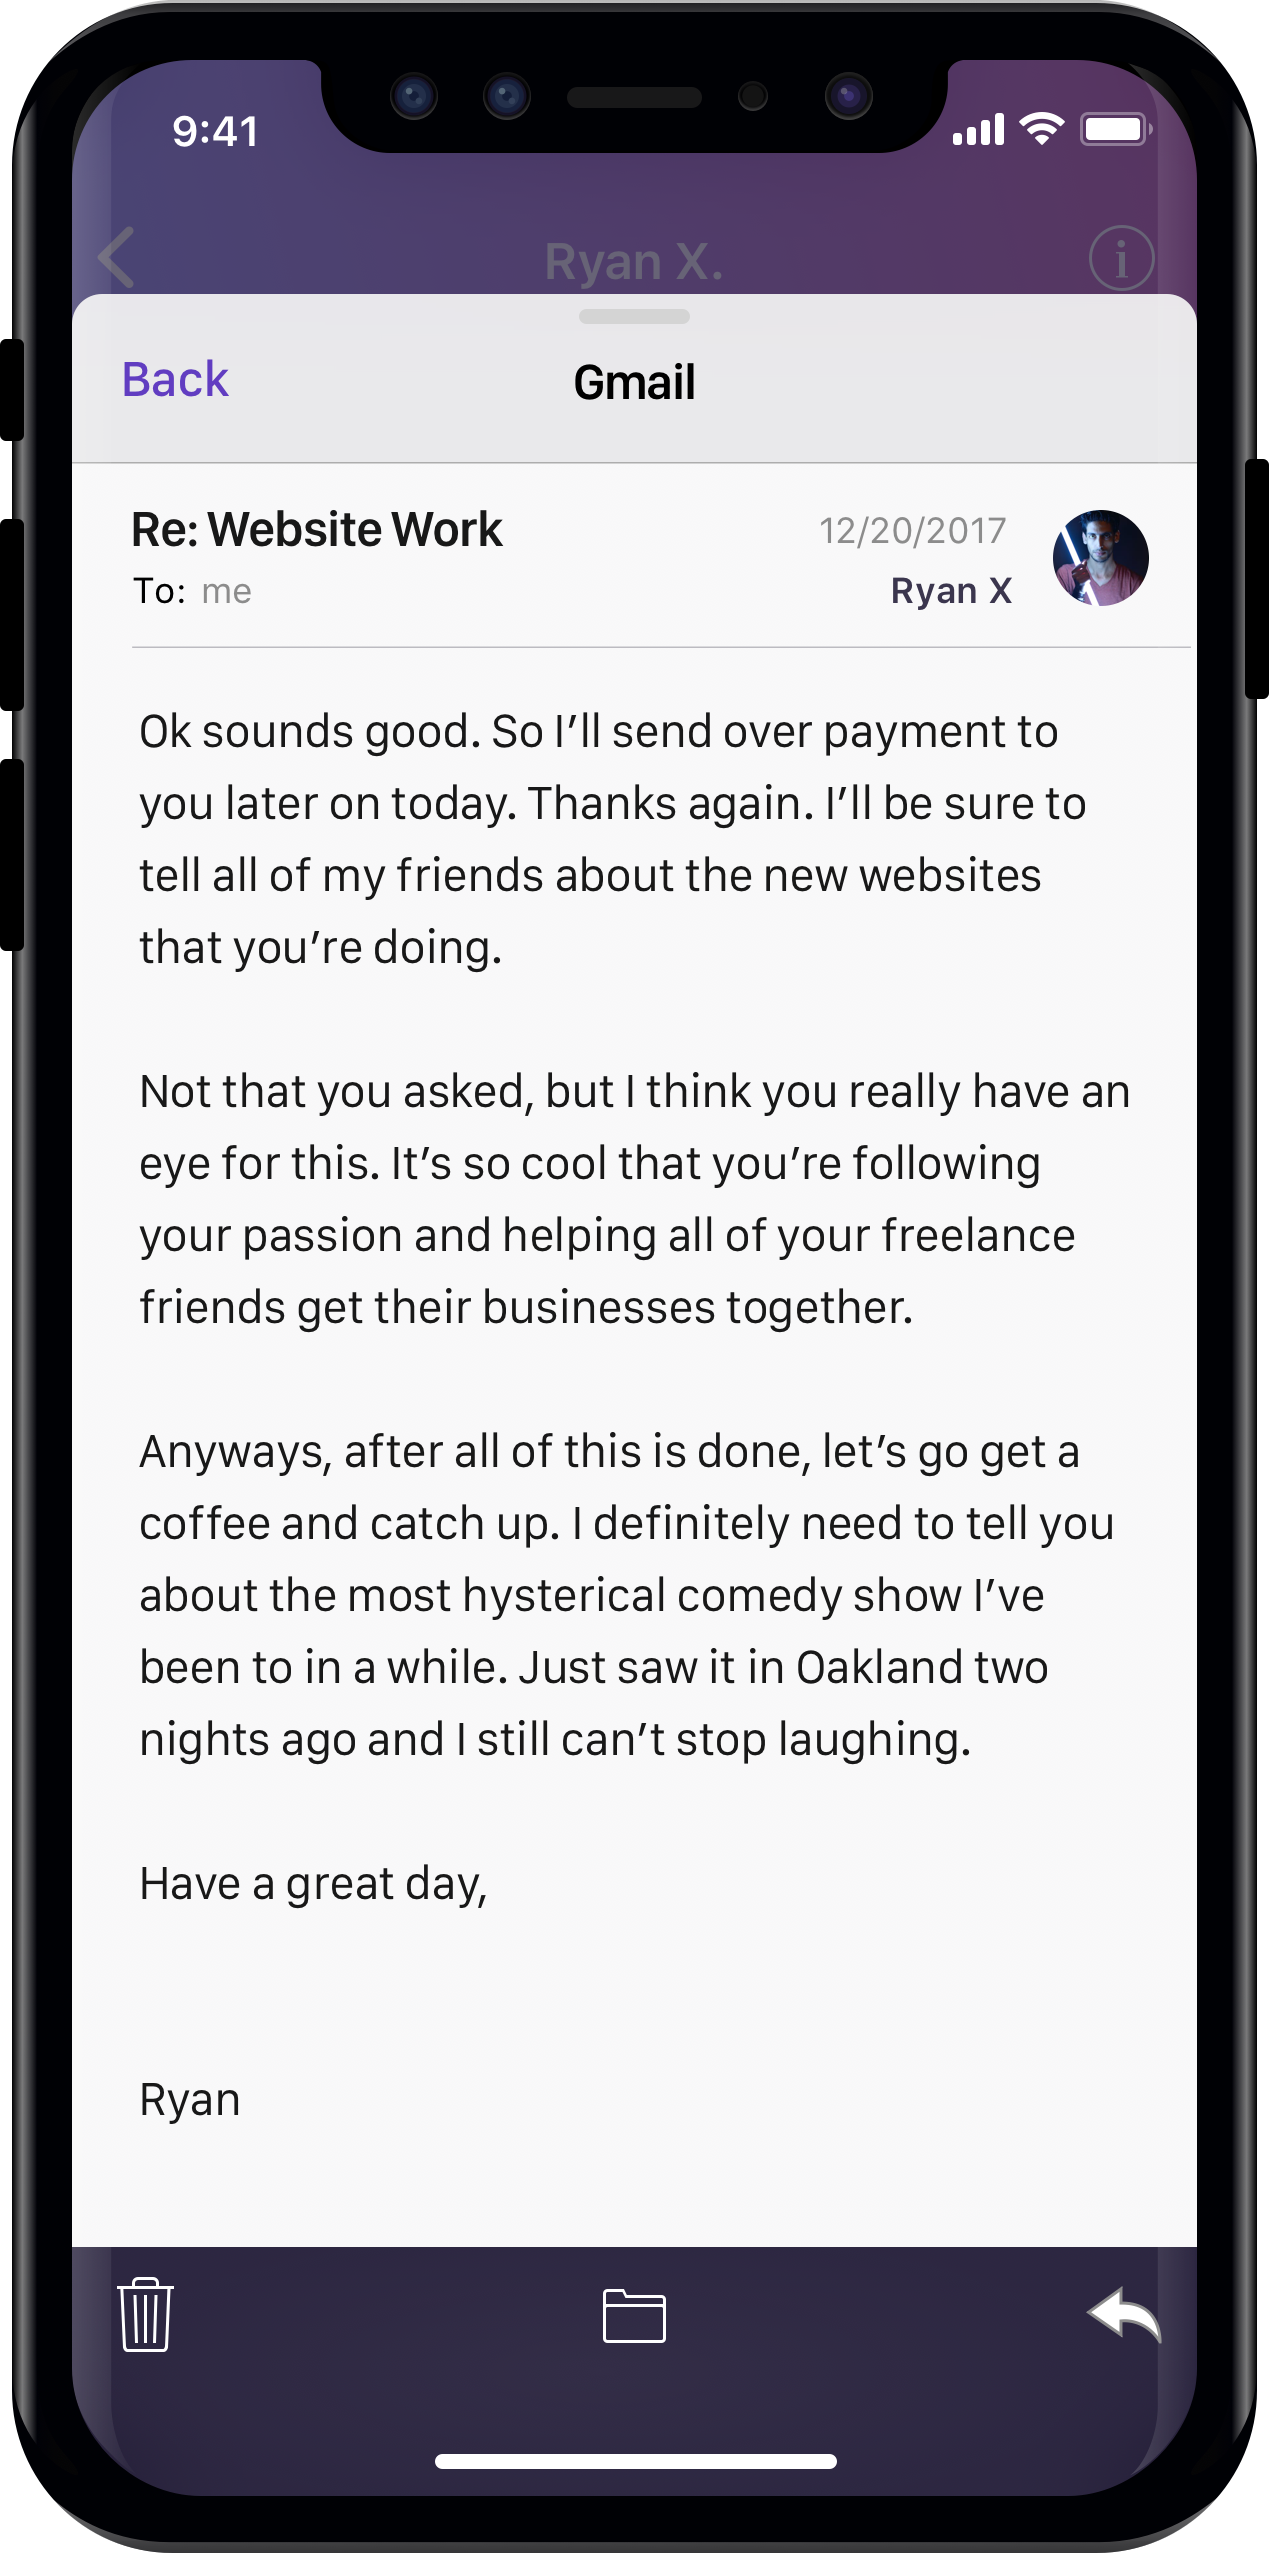 9:41
Ryan X.
i
Back
Gmail
Re: Website Work
12/20/2017
To: me
Ryan X
Ok sounds good. So I’ll send over payment to
you later on today. Thanks again. I’ll be sure to
tell all of my friends about the new websites
that you’re doing.
Not that you asked, but I think you really have an
eye for this. It’s so cool that you’re following
your passion and helping all of your freelance
friends get their businesses together.
Anyways, after all of this is done, let’s go get a
coffee and catch up. I definitely need to tell you
about the most hysterical comedy show I’ve
been to in a while. Just saw it in Oakland two
nights ago and I still can’t stop laughing.
Have a great day,
Ryan